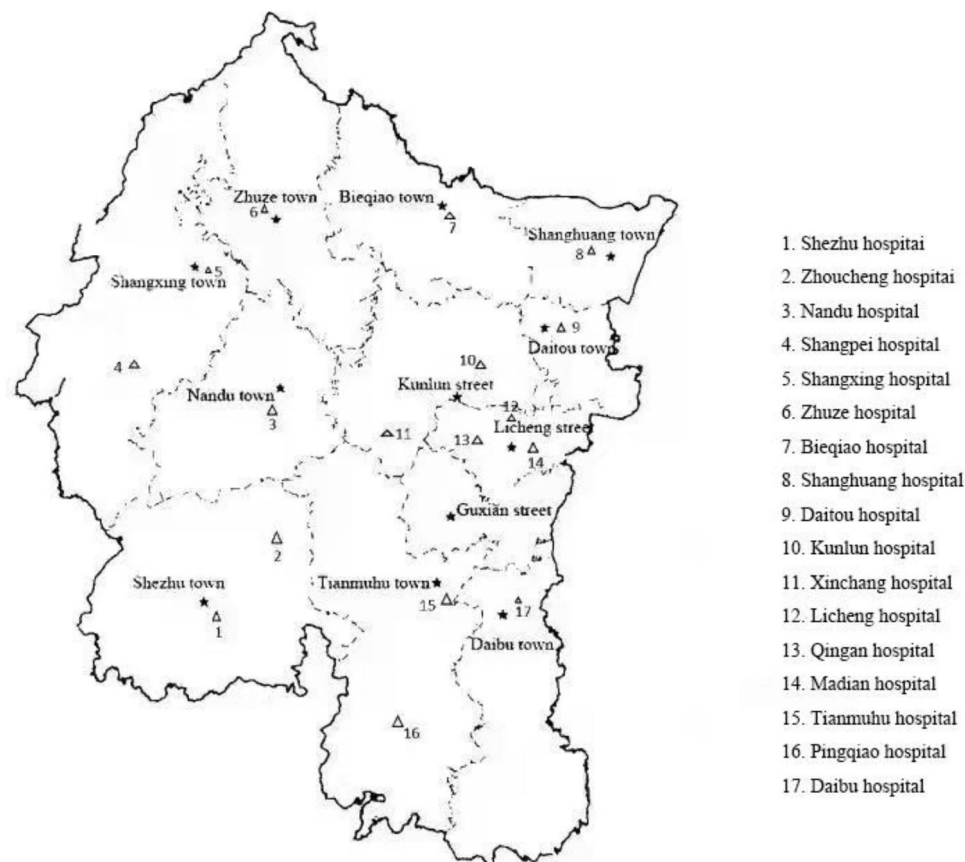 Zhuze town
6
Bieqiao town
7
Shanghuang town
8
5
Shangxing town
9
Daitou town
4
10
Nandu town
3
Kunlun street
12
Licheng street
11
13
14
Guxian street
2
Shezhu town
1
Tianmuhu town
15
17
Daibu town
16
1. Shezhu hospitai
2. Zhoucheng hospitai
3. Nandu hospital
4. Shangpei hospital
5. Shangxing hospital
6. Zhuze hospital
7. Bieqiao hospital
8. Shanghuang hospital
9. Daitou hospital
10. Kunlun hospital
11. Xinchang hospital
12. Licheng hospital
13. Qingan hospital
14. Madian hospital
15. Tianmuhu hospital
16. Pingqiao hospital
17. Daibu hospital